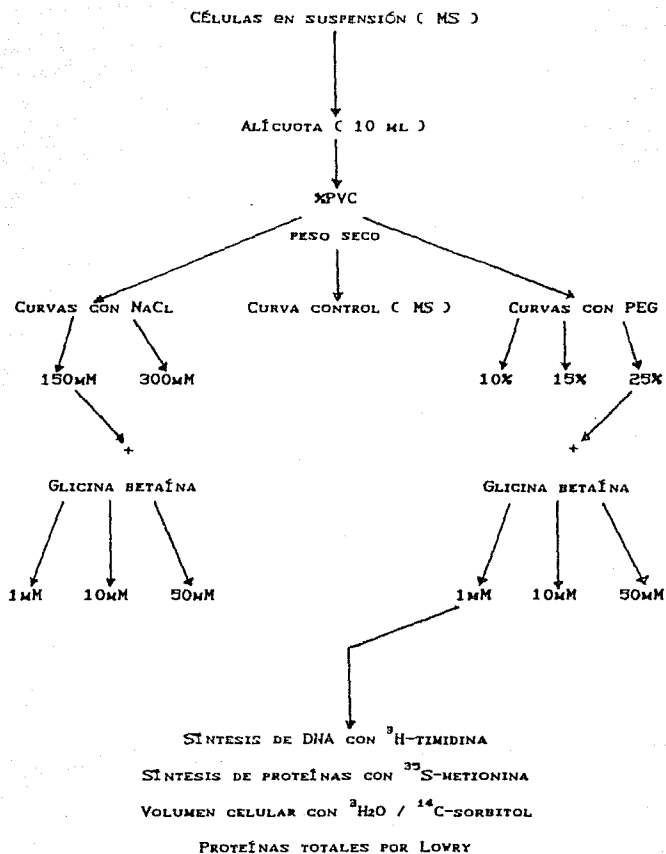 CÉLULAS en SUSPENSIÓN ( MS )
ALÍCUOTA ( 10 ML )
%PVC
PESO SECO
CURVAS CON NaCl CURVA CONTROL ( MS ) CURVAS CON PEG
150mM 300mM 10% 15% 25%
+ +
GLICINA BETAÍNA GLICINA BETAÍNA
1mM 10mM 50mM 1mM 10mM 50mM
SÍNTESIS DE DNA CON ³H-TIMIDINA
SÍNTESIS DE PROTEÍNAS CON ³⁵S-METIONINA
VOLUMEN CELULAR CON ³H₂O / ¹⁴C-SORBITOL
PROTEÍNAS TOTALES POR LOWRY